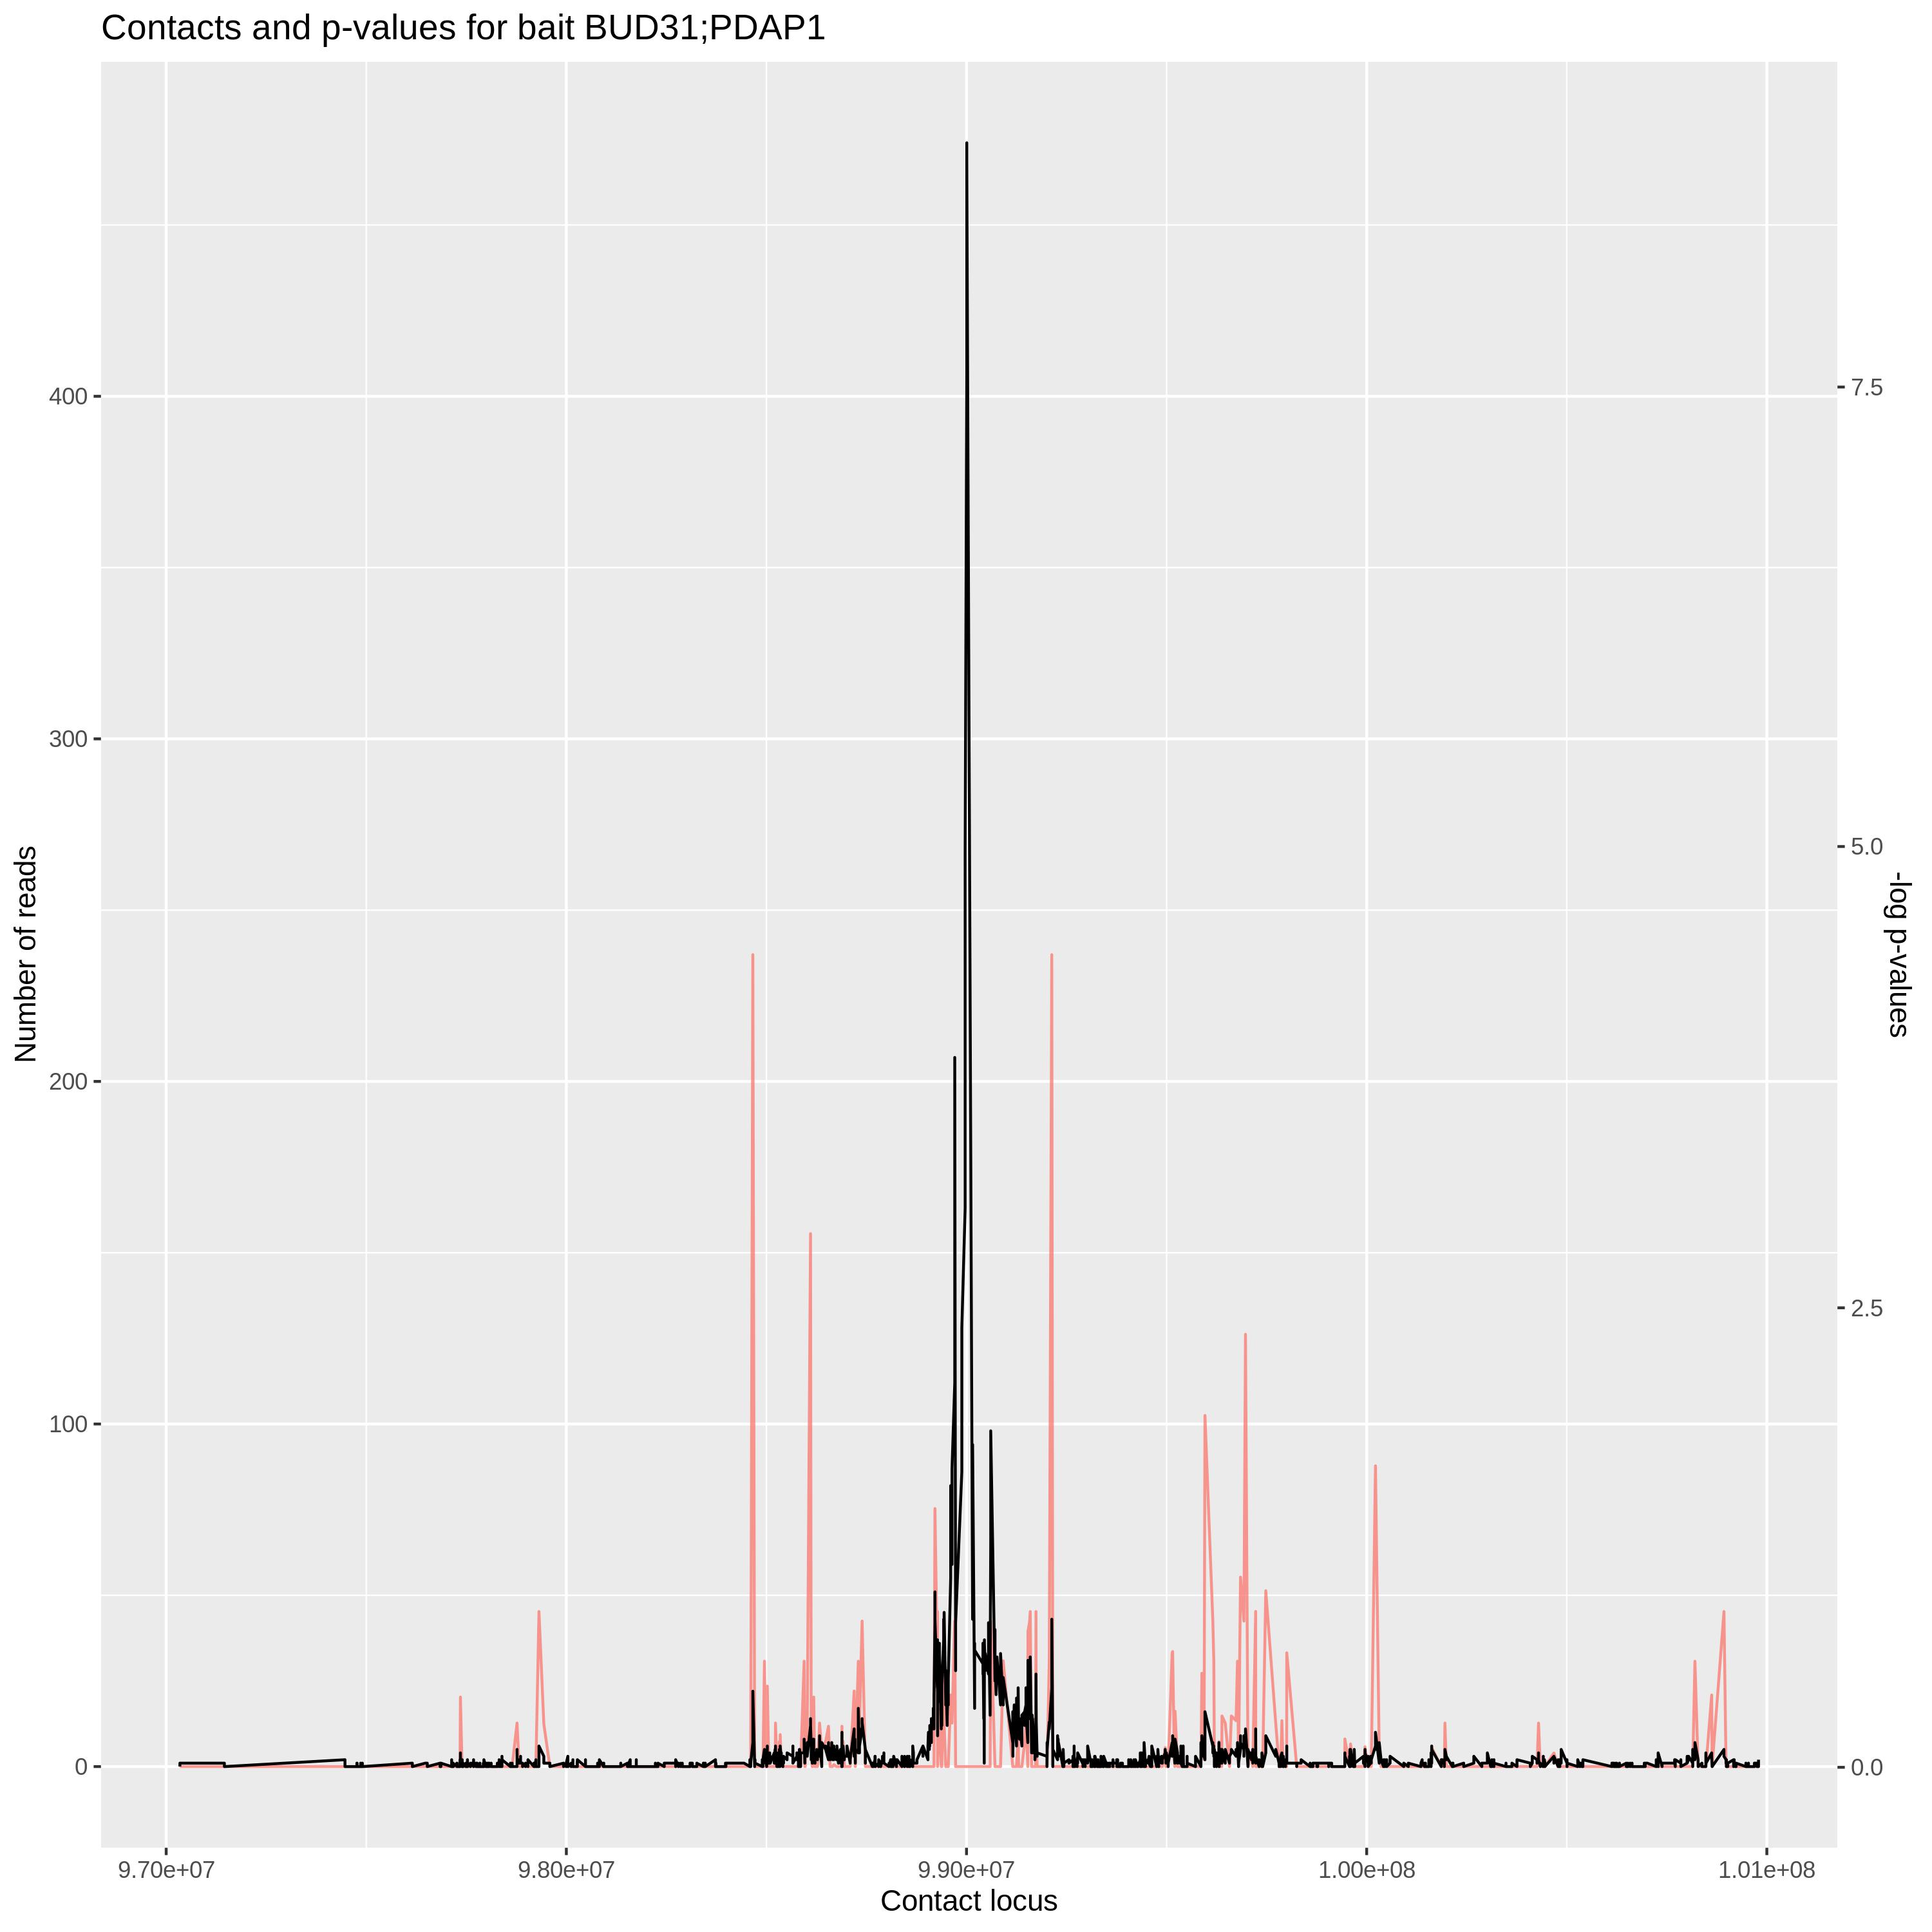 Contacts and p-values for bait BUD31;PDAP1
Number of reads
400
300
200
100
0
7.5
5.0
2.5
0.0
-log p-values
9.70e+07
9.80e+07
9.90e+07
1.00e+08
1.01e+08
Contact locus